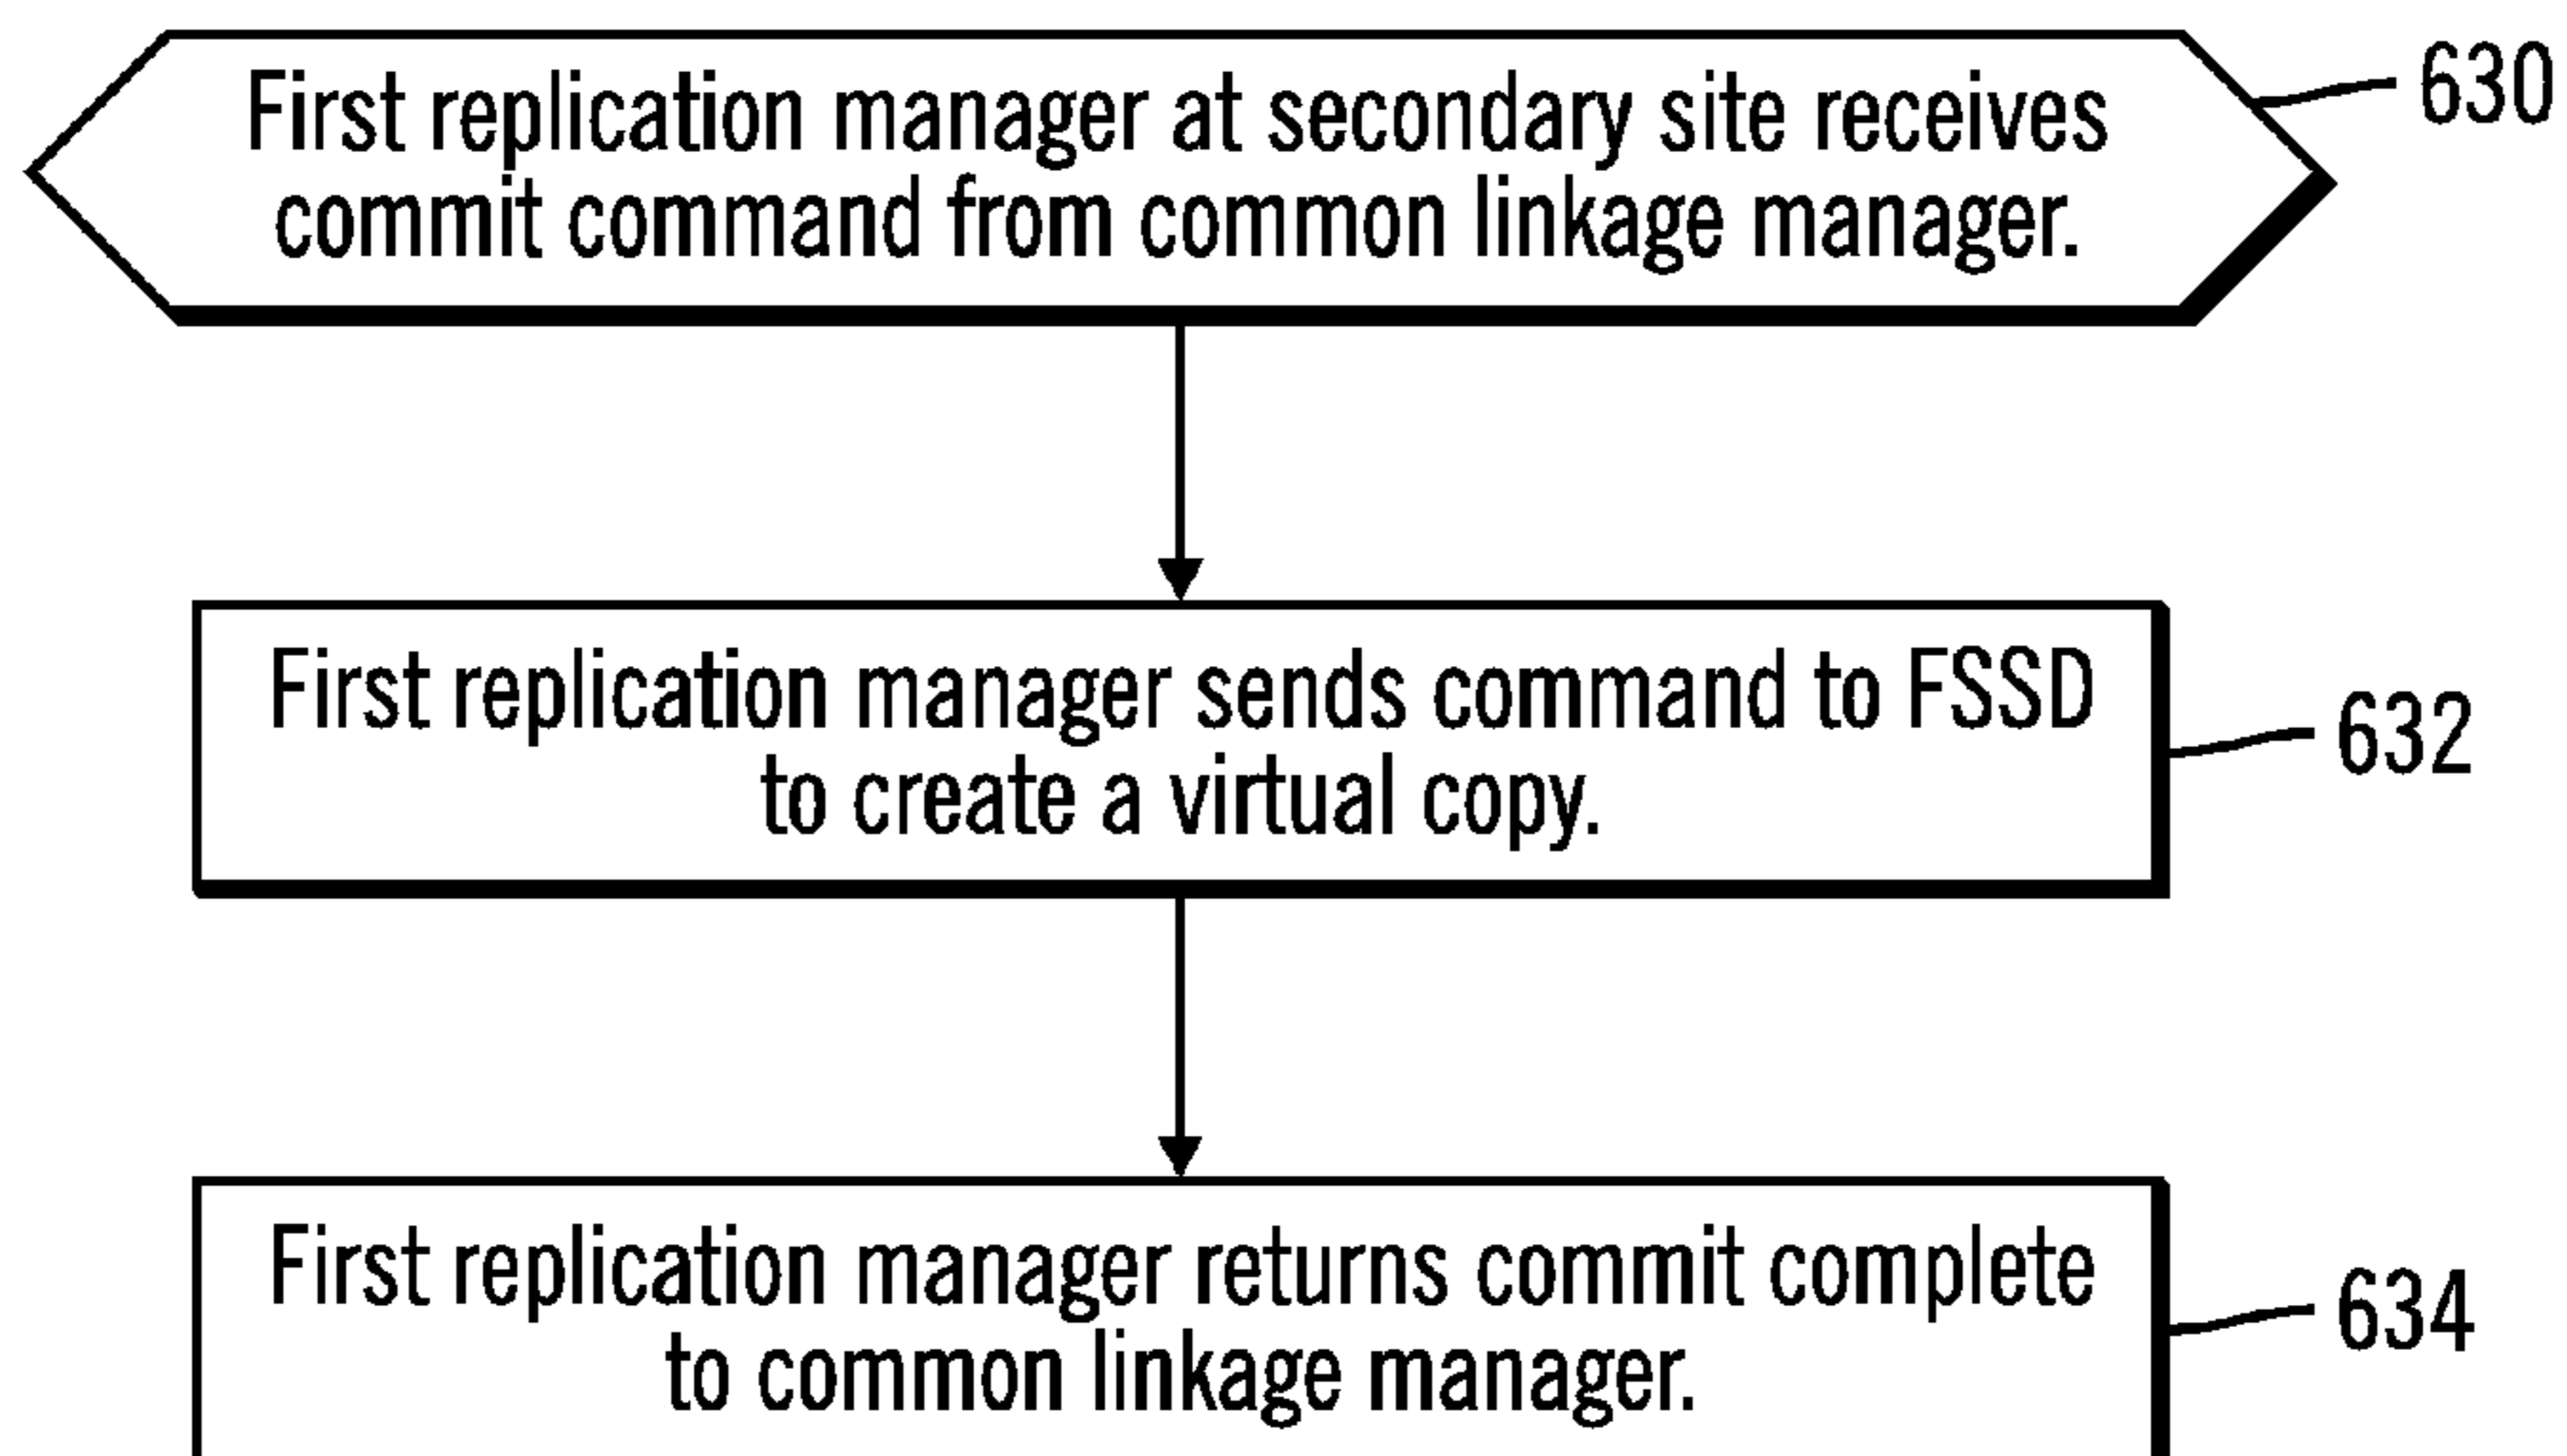 First replication manager at secondary site receives
commit command from common linkage manager.
630
First replication manager sends command to FSSD
to create a virtual copy.
632
First replication manager returns commit complete
to common linkage manager.
634